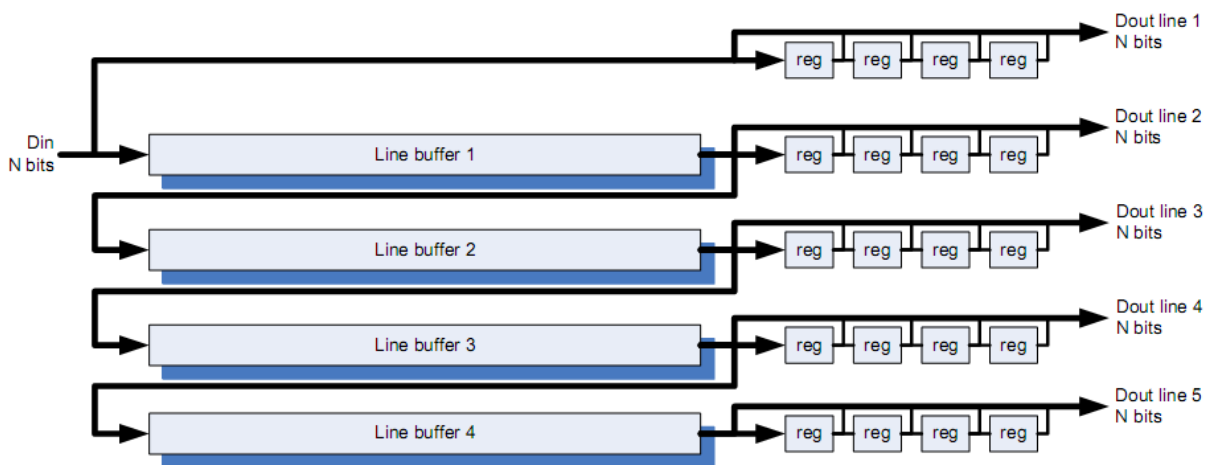 Dout line 1
N bits
reg reg reg reg
Din
N bits
Line buffer 1
Dout line 2
N bits
reg reg reg reg
Line buffer 2
Dout line 3
N bits
reg reg reg reg
Line buffer 3
Dout line 4
N bits
reg reg reg reg
Line buffer 4
Dout line 5
N bits
reg reg reg reg